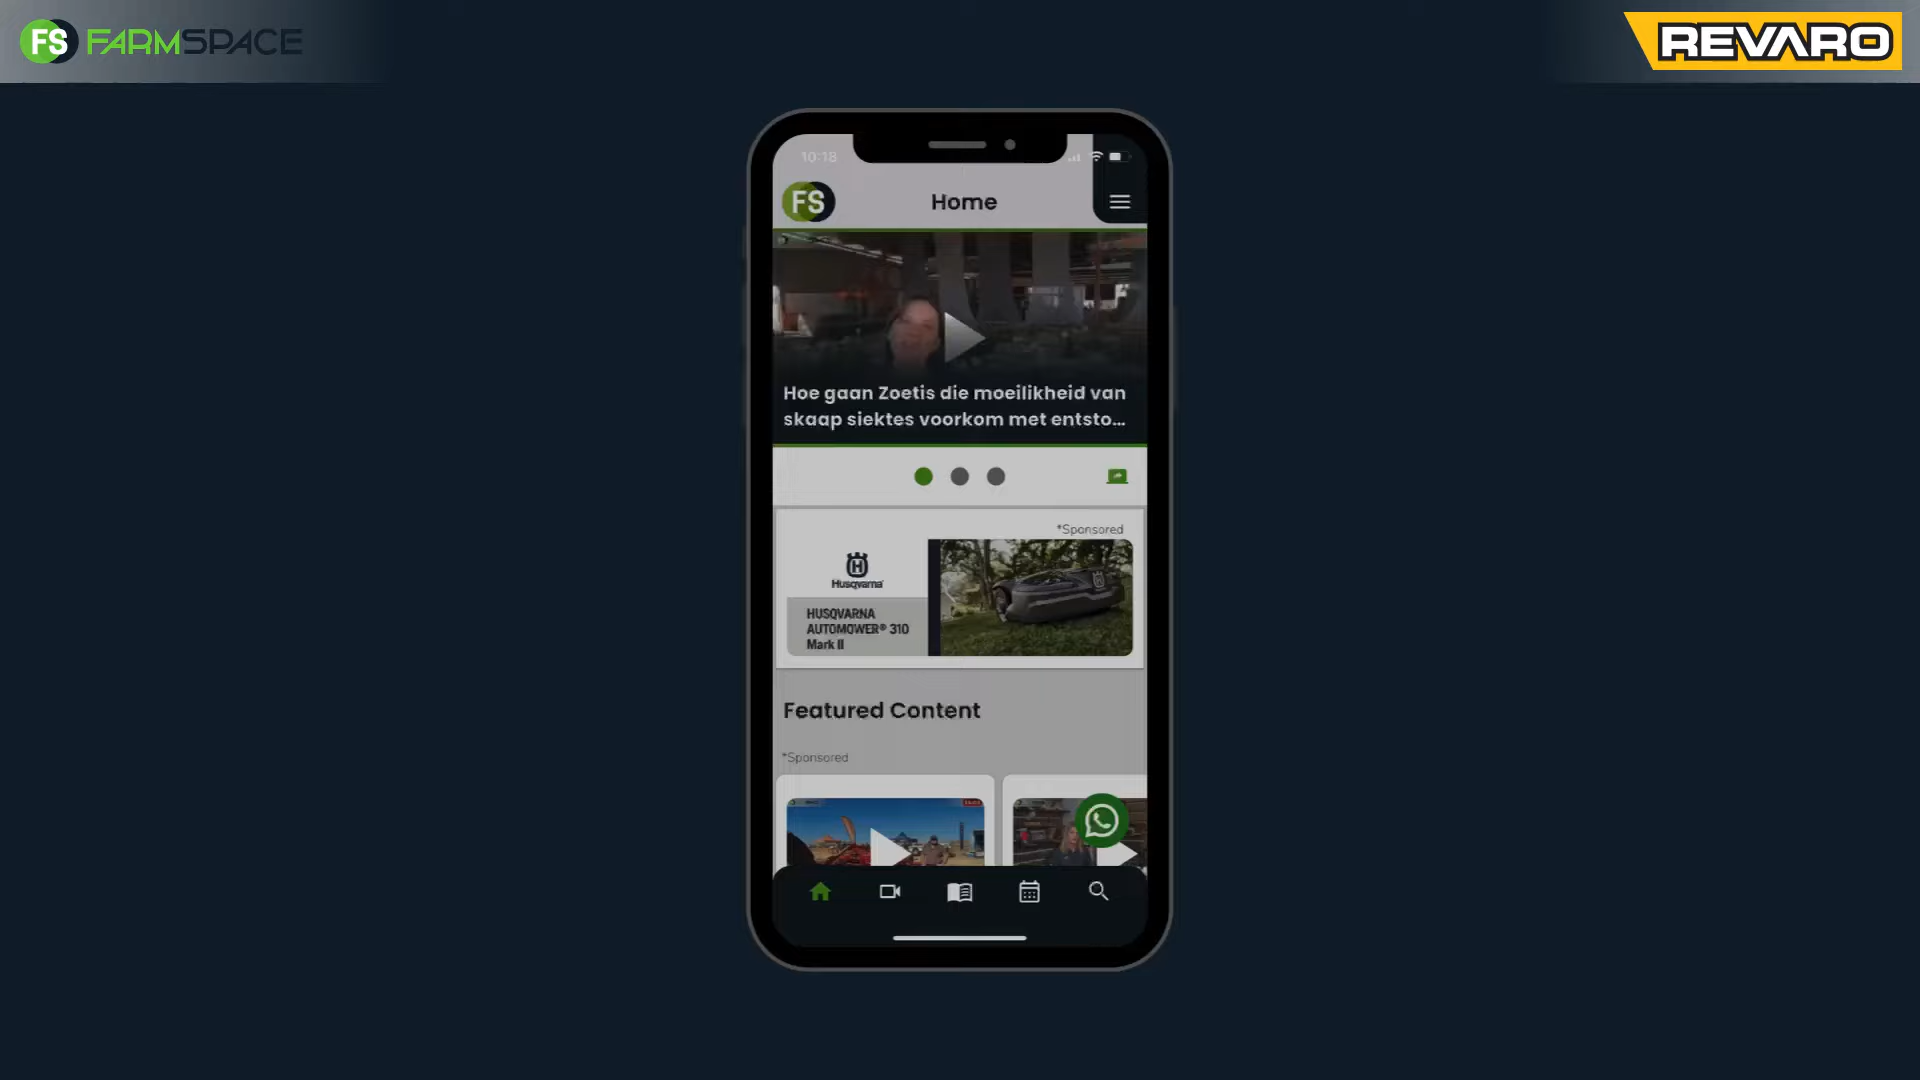 FS FARMSPACE
REVARO
10:18
FS
Home
Hoe gaan Zoetis die moeilikheid van
skaap siektes voorkom met entsto...
*Sponsored
H
Husqvarna
HUSQVARNA
AUTOMOWER® 310
Mark II
Featured Content
*Sponsored